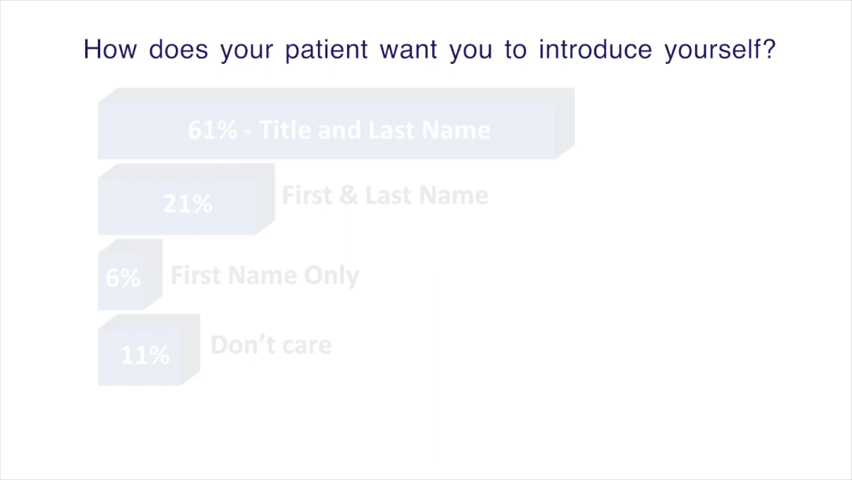 How does your patient want you to introduce yourself?
61% - Title and Last Name
21% First & Last Name
6% First Name Only
11% Don't care